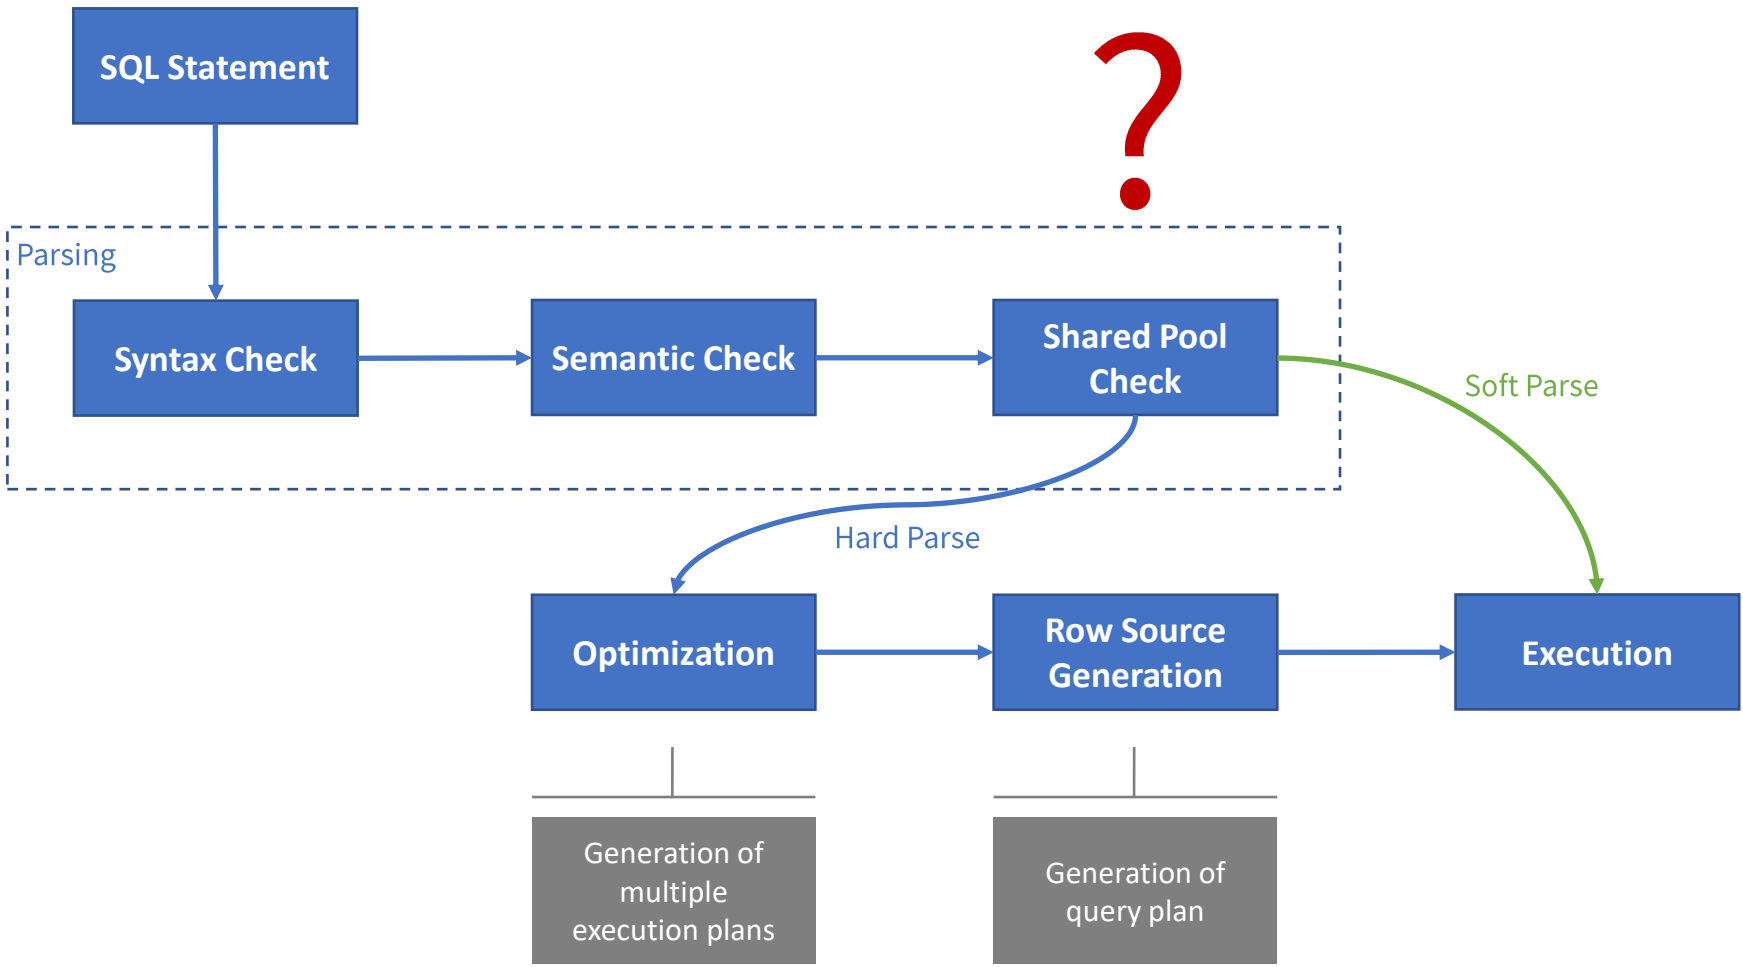 SQL Statement
?
Parsing
Syntax Check
Semantic Check
Shared Pool
Check
Soft Parse
Hard Parse
Optimization
Row Source
Generation
Execution
Generation of
multiple
execution plans
Generation of
query plan